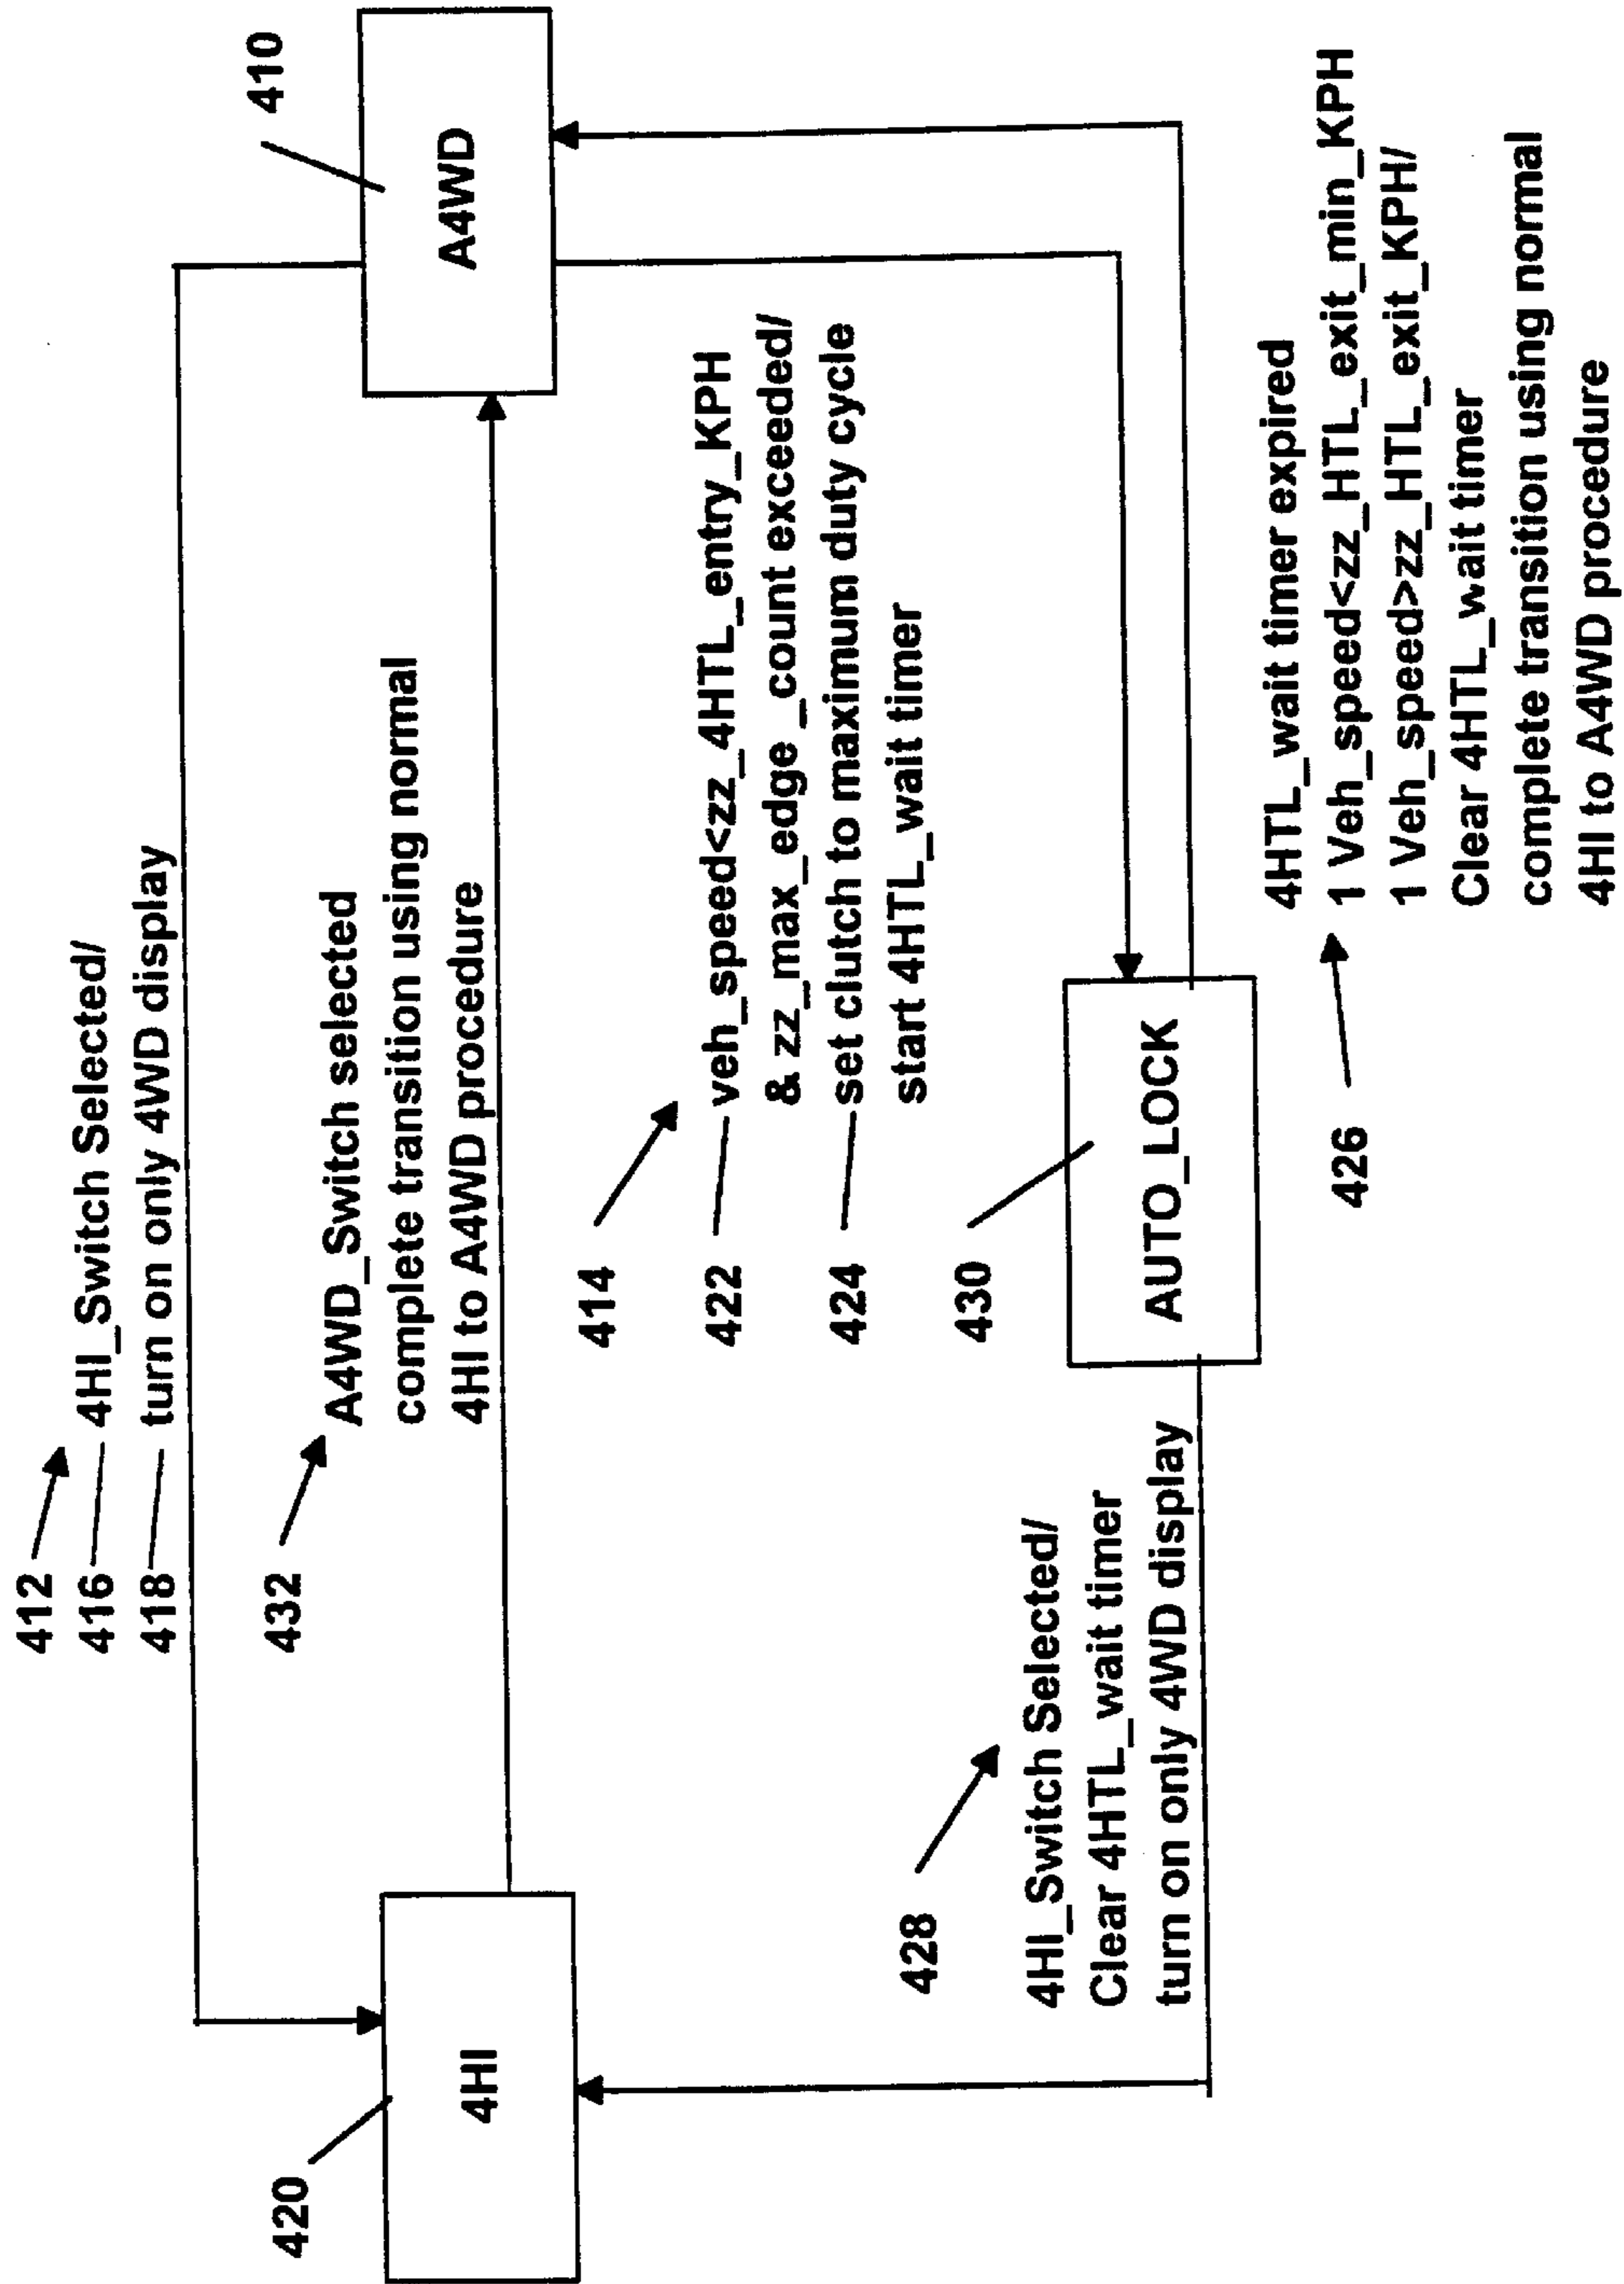 412
416 4HI_Switch Selected/
418 turn on only 4WD display
432
A4WD_Switch selected
complete transition using normal
4HI to A4WD procedure
420
4HI
410
A4WD
414
422 veh_speed<zz_4HTL_entry_KPH
& zz_max_edge_count exceeded/
424 set clutch to maximum duty cycle
start 4HTL_wait timer
430
AUTO_LOCK
428
4HI_Switch Selected/
Clear 4HTL_wait timer
turn on only 4WD display
426
4HTL_wait timer expired
1 Veh_speed<zz_HTL_exit_min_KPH
1 Veh_speed>zz_HTL_exit_KPH/
Clear 4HTL_wait timer
complete transition using normal
4HI to A4WD procedure